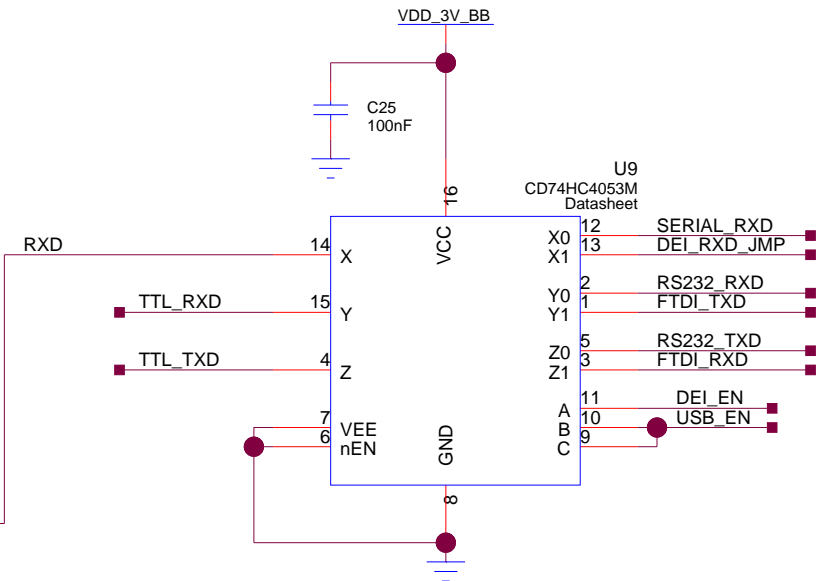 VDD_3V_BB
C25
100nF
U9
CD74HC4053M
Datasheet
16
VCC
RXD 14 X
X0 12 SERIAL_RXD
X1 13 DEI_RXD_JMP
TTL_RXD 15 Y
Y0 2 RS232_RXD
Y1 1 FTDI_TXD
TTL_TXD 4 Z
Z0 5 RS232_TXD
Z1 3 FTDI_RXD
A 11 DEI_EN
7 VEE
B 10 USB_EN
6 nEN
C 9
GND
8